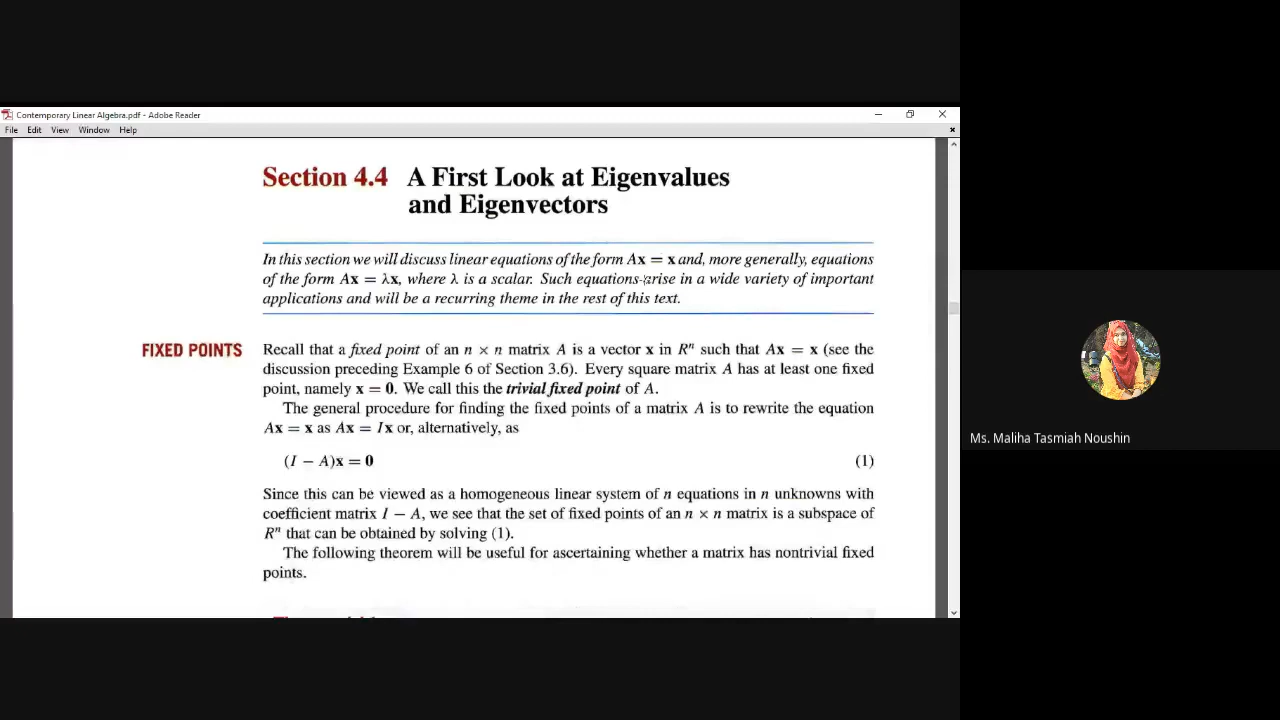 Contemporary Linear Algebra.pdf - Adobe Reader
File Edit View Window Help
Section 4.4 A First Look at Eigenvalues
and Eigenvectors
In this section we will discuss linear equations of the form Ax = x and, more generally, equations
of the form Ax = λx, where λ is a scalar. Such equations arise in a wide variety of important
applications and will be a recurring theme in the rest of this text.
FIXED POINTS Recall that a fixed point of an n × n matrix A is a vector x in Rⁿ such that Ax = x (see the
discussion preceding Example 6 of Section 3.6). Every square matrix A has at least one fixed
point, namely x = 0. We call this the trivial fixed point of A.
The general procedure for finding the fixed points of a matrix A is to rewrite the equation
Ax = x as Ax = Ix or, alternatively, as
(I − A)x = 0 (1)
Since this can be viewed as a homogeneous linear system of n equations in n unknowns with
coefficient matrix I − A, we see that the set of fixed points of an n × n matrix is a subspace of
Rⁿ that can be obtained by solving (1).
The following theorem will be useful for ascertaining whether a matrix has nontrivial fixed
points.
Ms. Maliha Tasmiah Noushin